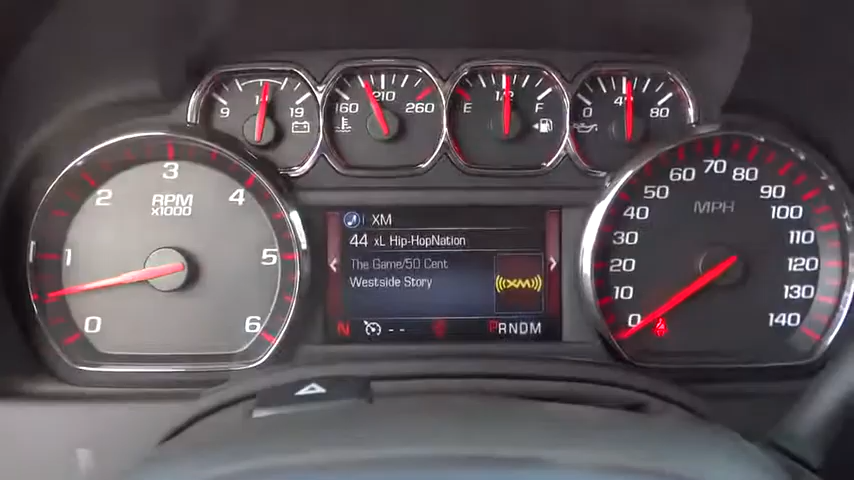 9 14 19
160 210 260
E 1/2 F
0 40 80
RPM
x1000
0 1 2 3 4 5 6
XM
44 xL Hip-HopNation
The Game/50 Cent
Westside Story
XM
N -- PRNDM
MPH
0 10 20 30 40 50 60 70 80 90 100 110 120 130 140